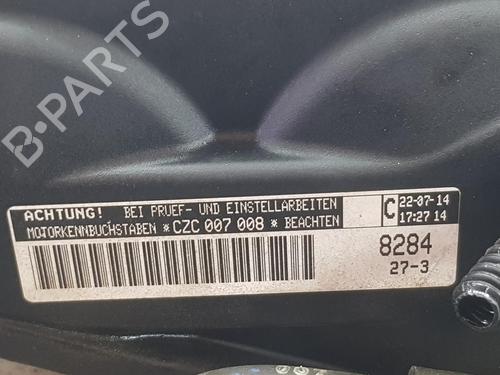 B-PARTS
ACHTUNG! BEI PRUEF- UND EINSTELLARBEITEN
MOTORKENNBUCHSTABEN *CZC 007 008* BEACHTEN
C
22-07-14
17:27 14
8284
27-3